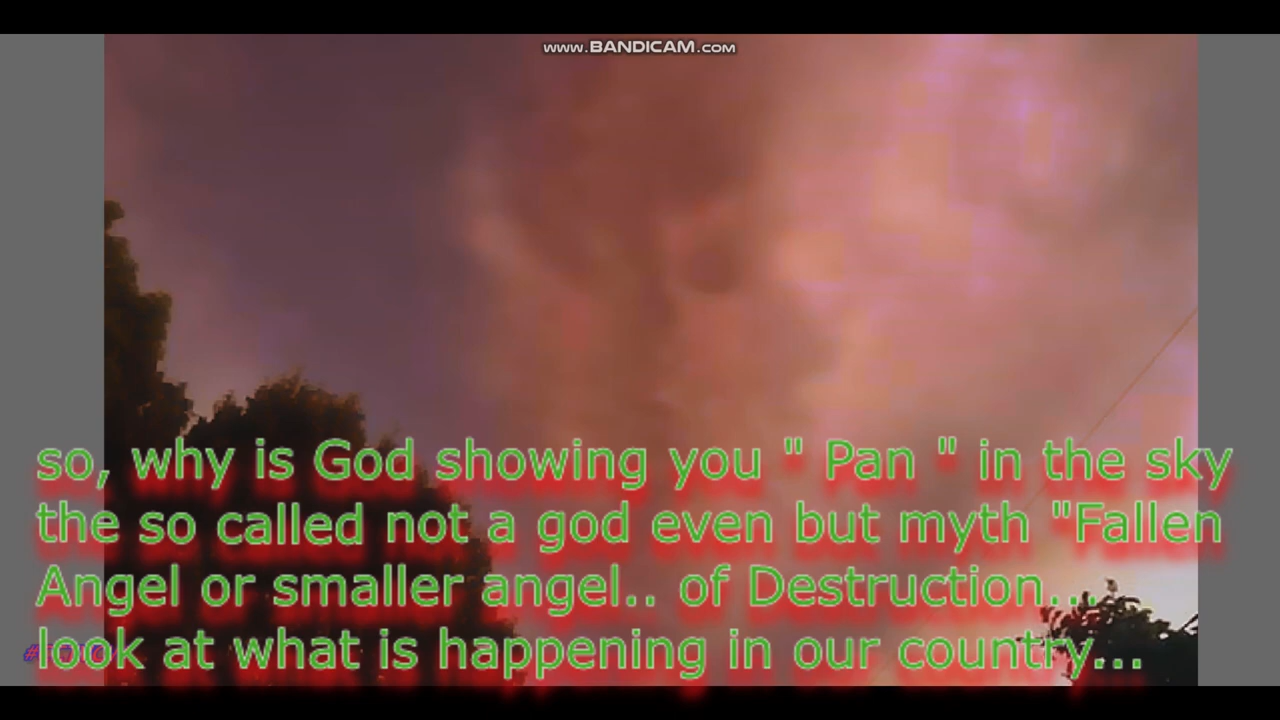 www.BANDICAM.com
so, why is God showing you " Pan " in the sky
the so called not a god even but myth "Fallen
Angel or smaller angel.. of Destruction...
look at what is happening in our country...